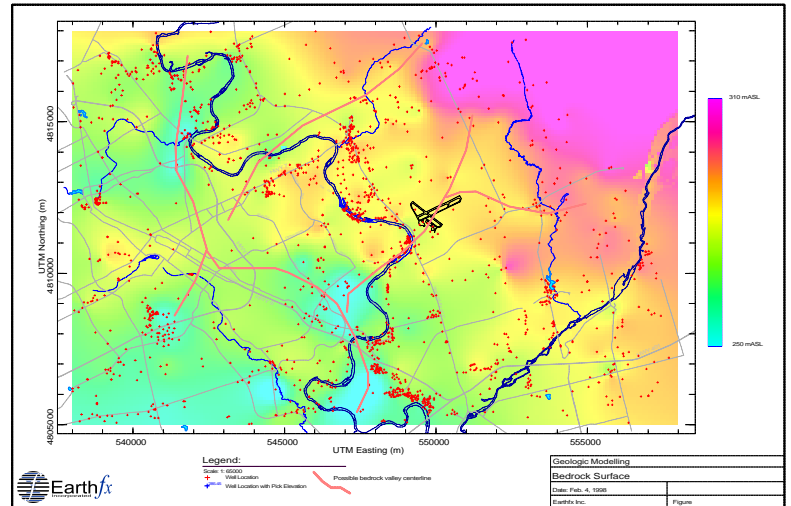 310 mASL
250 mASL
UTM Northing (m)
4815000
4810000
4805000
540000
545000
550000
555000
UTM Easting (m)
Legend:
Scale: 1: 65000
Well Location
Well Location with Pick Elevation
Possible bedrock valley centerline
Earthfx
Incorporated
Geologic Modelling
Bedrock Surface
Date: Feb. 4, 1998
Earthfx Inc.
Figure